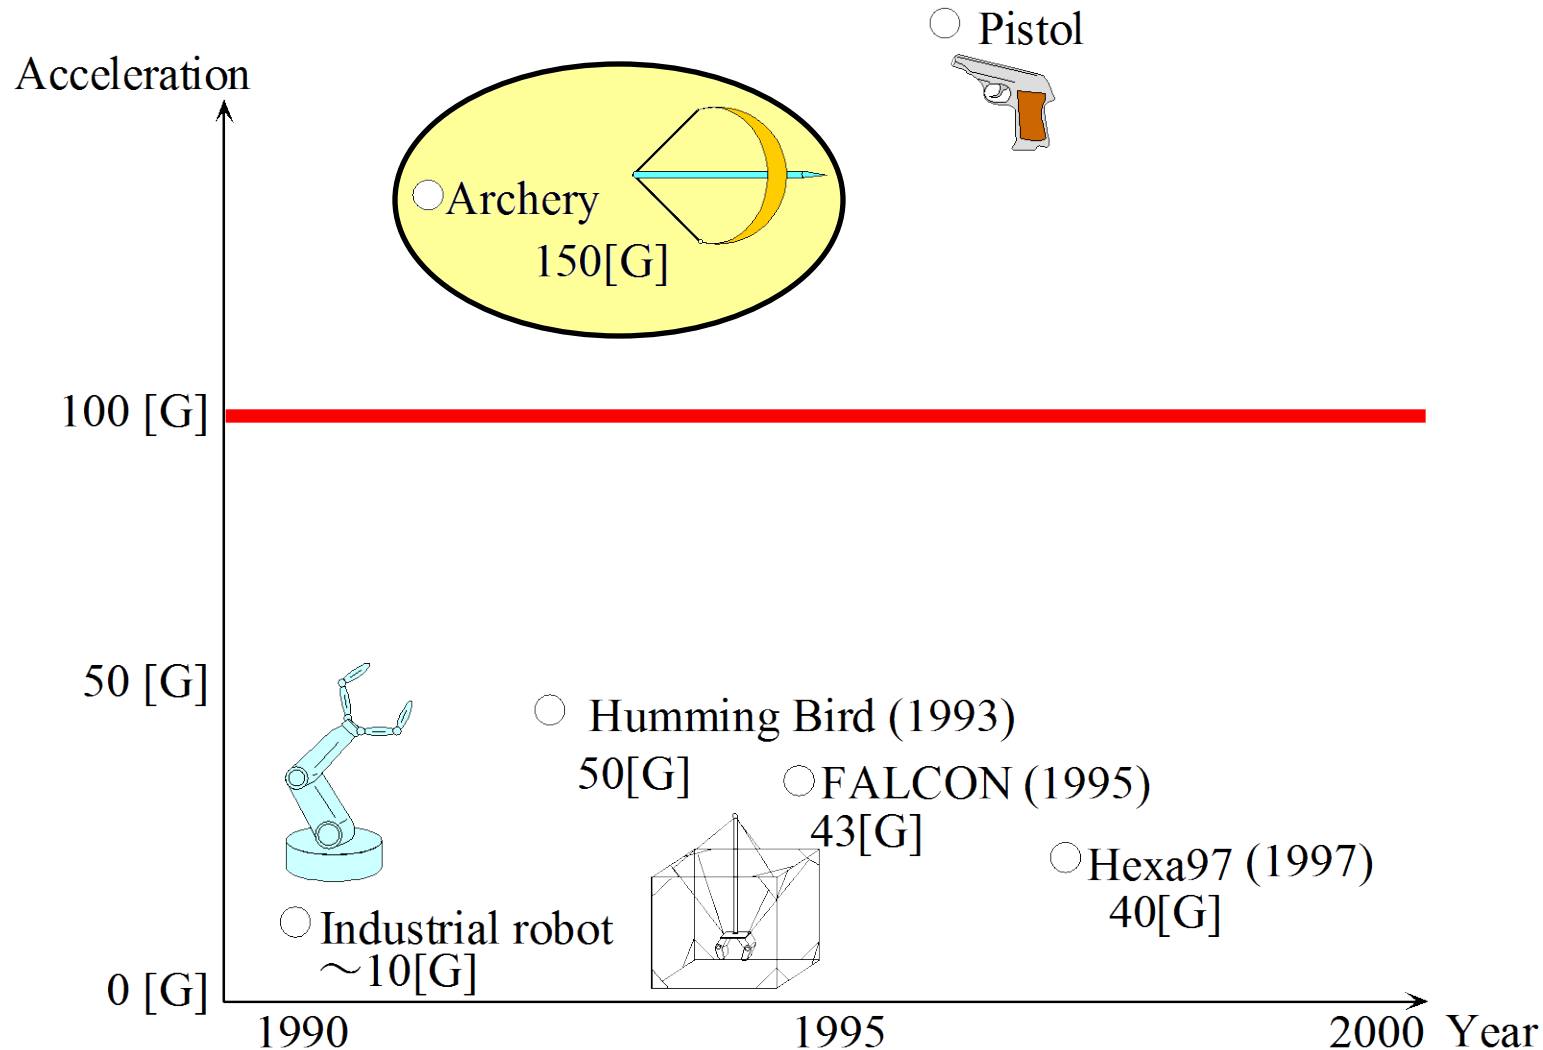 Pistol
Acceleration
Archery
150[G]
100 [G]
50 [G]
Humming Bird (1993)
50[G]
FALCON (1995)
43[G]
Hexa97 (1997)
40[G]
Industrial robot
～10[G]
0 [G]
1990
1995
2000
Year